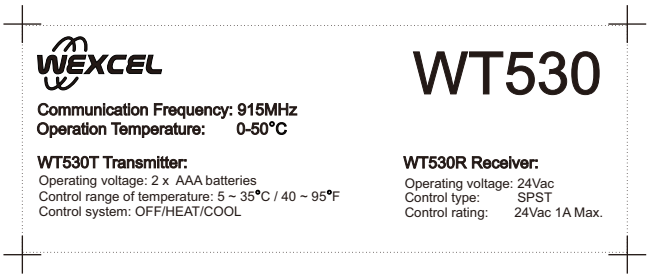 WEXCEL
WT530
Communication Frequency: 915MHz
Operation Temperature: 0-50°C
WT530T Transmitter:
Operating voltage: 2 x AAA batteries
Control range of temperature: 5 ~ 35°C / 40 ~ 95°F
Control system: OFF/HEAT/COOL
WT530R Receiver:
Operating voltage: 24Vac
Control type: SPST
Control rating: 24Vac 1A Max.